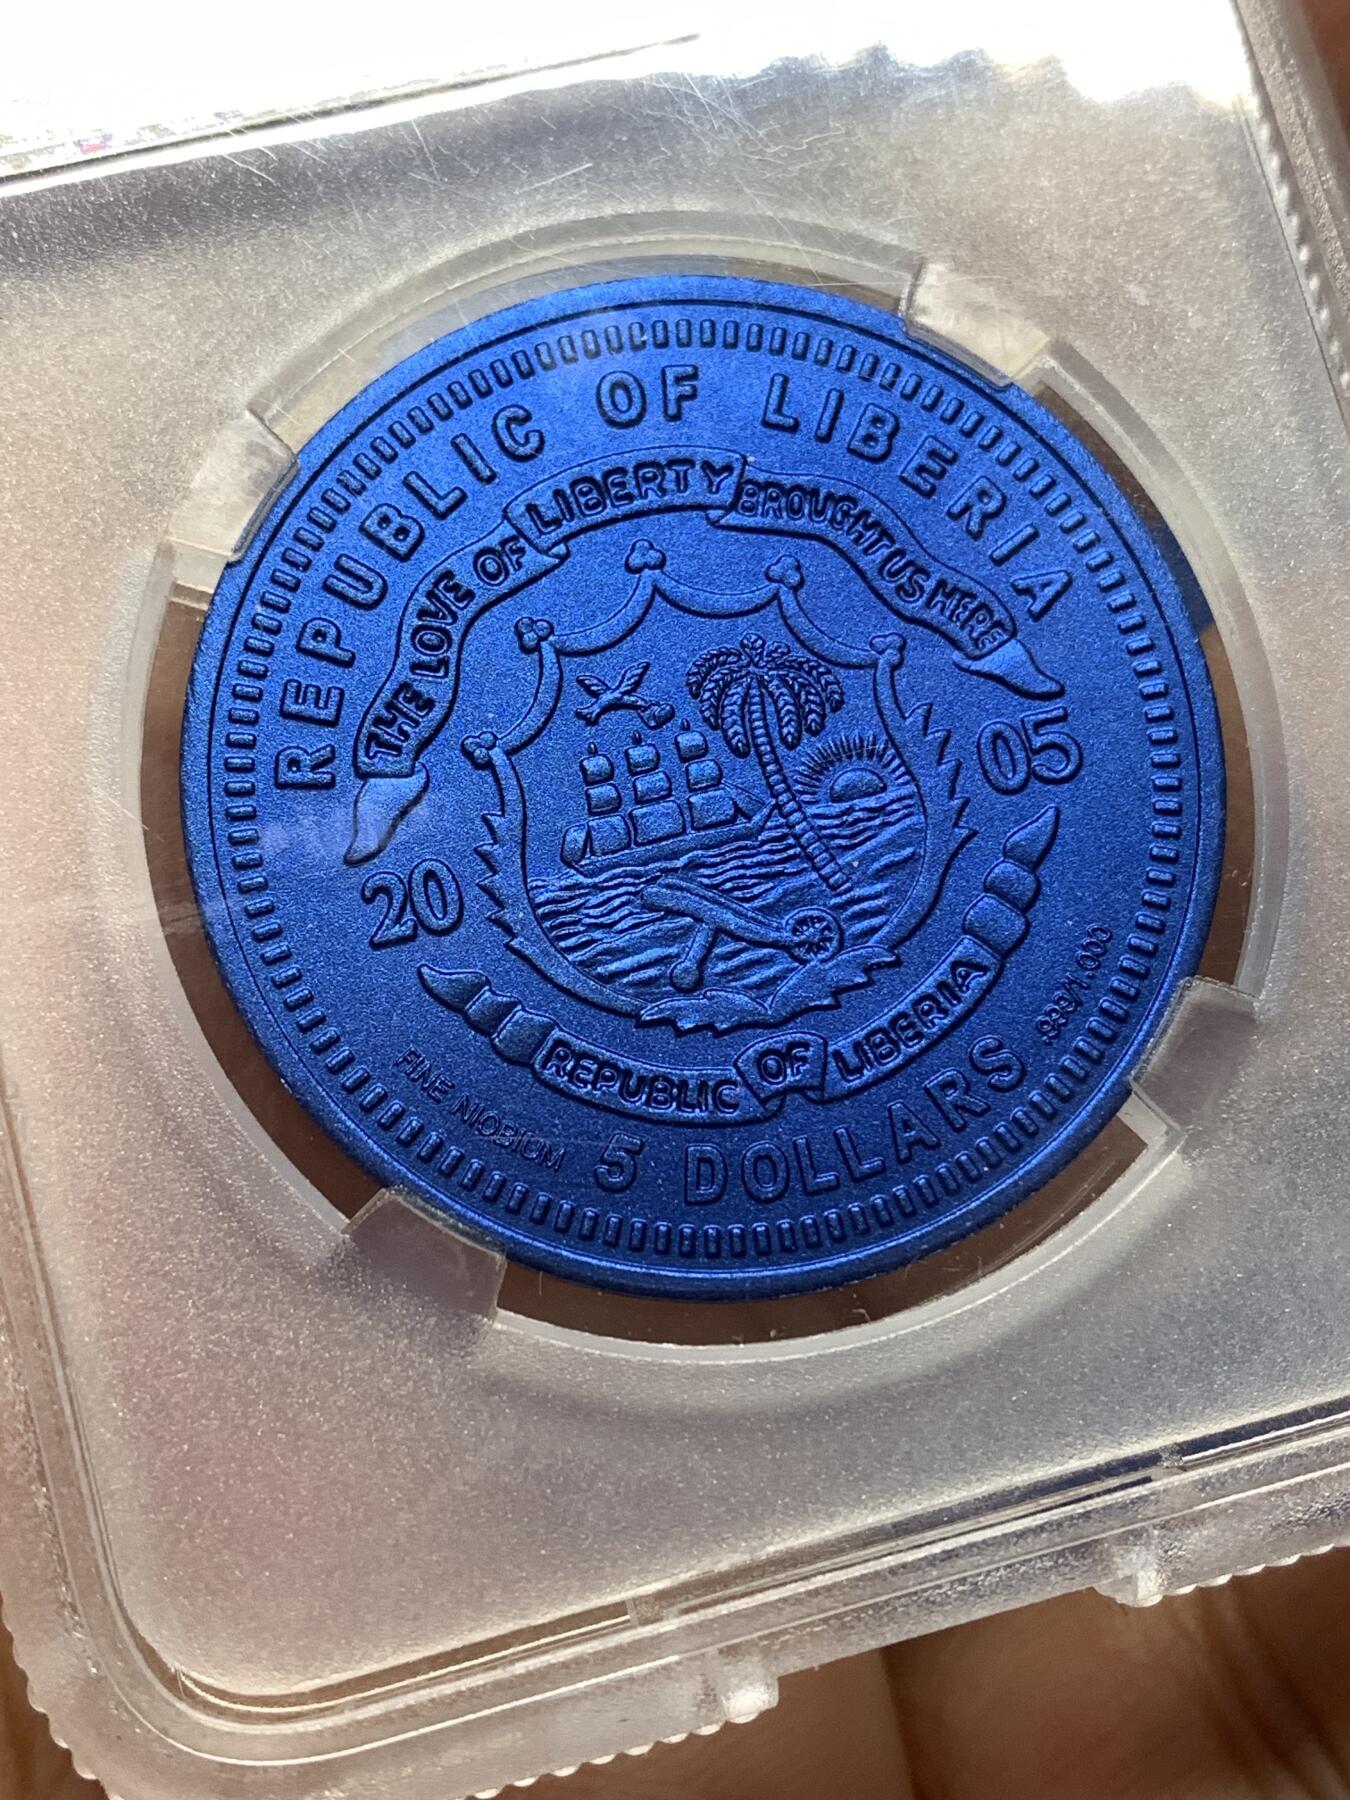 REPUBLIC OF LIBERIA
THE LOVE OF LIBERTY BROUGHT US HERE
20 05
REPUBLIC OF LIBERIA
FINE NIOBIUM
.999/1.000
5 DOLLARS